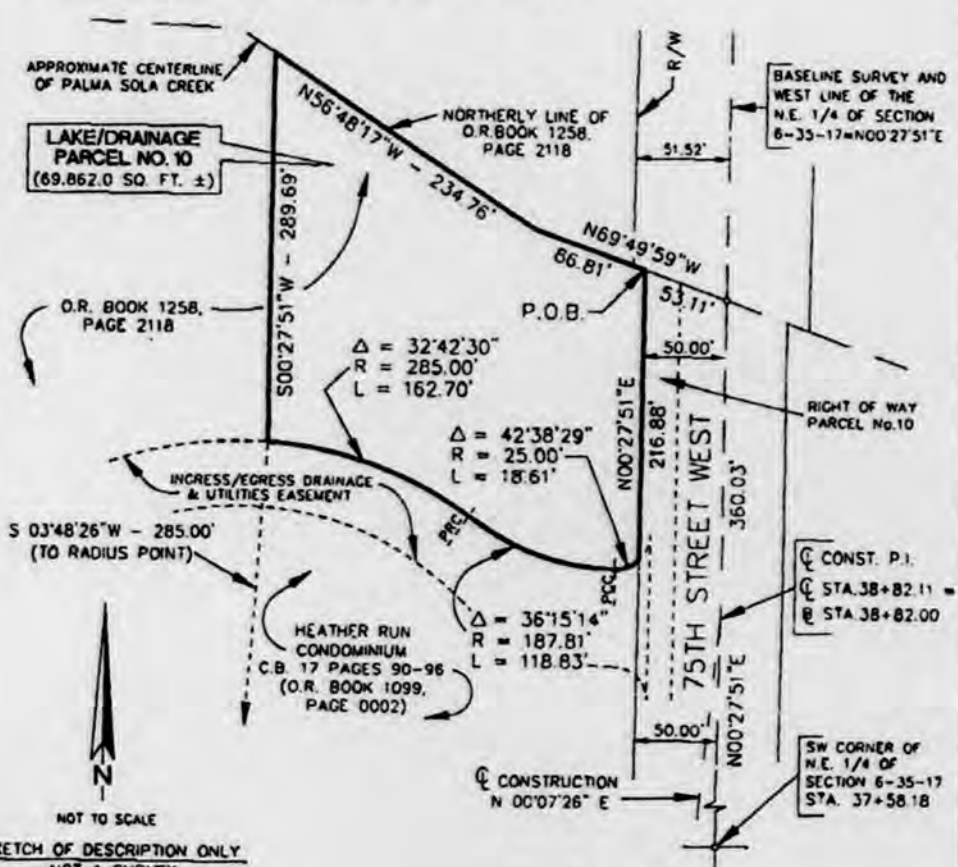 APPROXIMATE CENTERLINE
OF PALMA SOLA CREEK
LAKE/DRAINAGE
PARCEL NO. 10
(69.862.0 SQ. FT. ±)
N56°48'17"W - 234.76'
NORTHERLY LINE OF
O.R. BOOK 1258,
PAGE 2118
R/W
51.52'
BASELINE SURVEY AND
WEST LINE OF THE
N.E. 1/4 OF SECTION
6-35-17=N00°27'51"E
S00°27'51"W - 289.69'
N69°49'59"W
86.81'
53.11'
P.O.B.
O.R. BOOK 1258,
PAGE 2118
50.00'
Δ = 32°42'30"
R = 285.00'
L = 162.70'
RIGHT OF WAY
PARCEL No.10
N00°27'51"E
216.88'
Δ = 42°38'29"
R = 25.00'
L = 18.61'
75TH STREET WEST
360.03'
INGRESS/EGRESS DRAINAGE
& UTILITIES EASEMENT
PRC
PCC
S 03°48'26"W - 285.00'
(TO RADIUS POINT)
℄ CONST. P.I.
℄ STA.38+82.11 =
STA.38+82.00
Δ = 36°15'14"
R = 187.81'
L = 118.83'
HEATHER RUN
CONDOMINIUM
C.B. 17 PAGES 90-96
(O.R. BOOK 1099,
PAGE 0002)
N00°27'51"E
50.00'
N
SW CORNER OF
N.E. 1/4 OF
SECTION 6-35-17
STA. 37+58.18
℄ CONSTRUCTION
N 00°07'26" E
NOT TO SCALE
ETCH OF DESCRIPTION ONLY